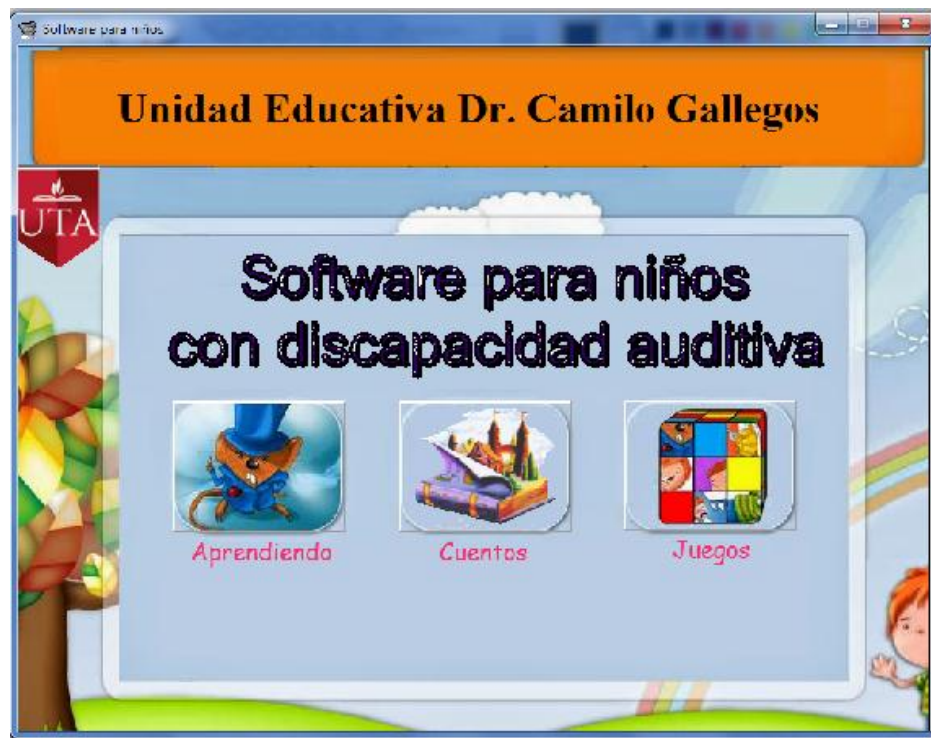 Software para niños
Unidad Educativa Dr. Camilo Gallegos
UTA
Software para niños
con discapacidad auditiva
Aprendiendo
Cuentos
Juegos